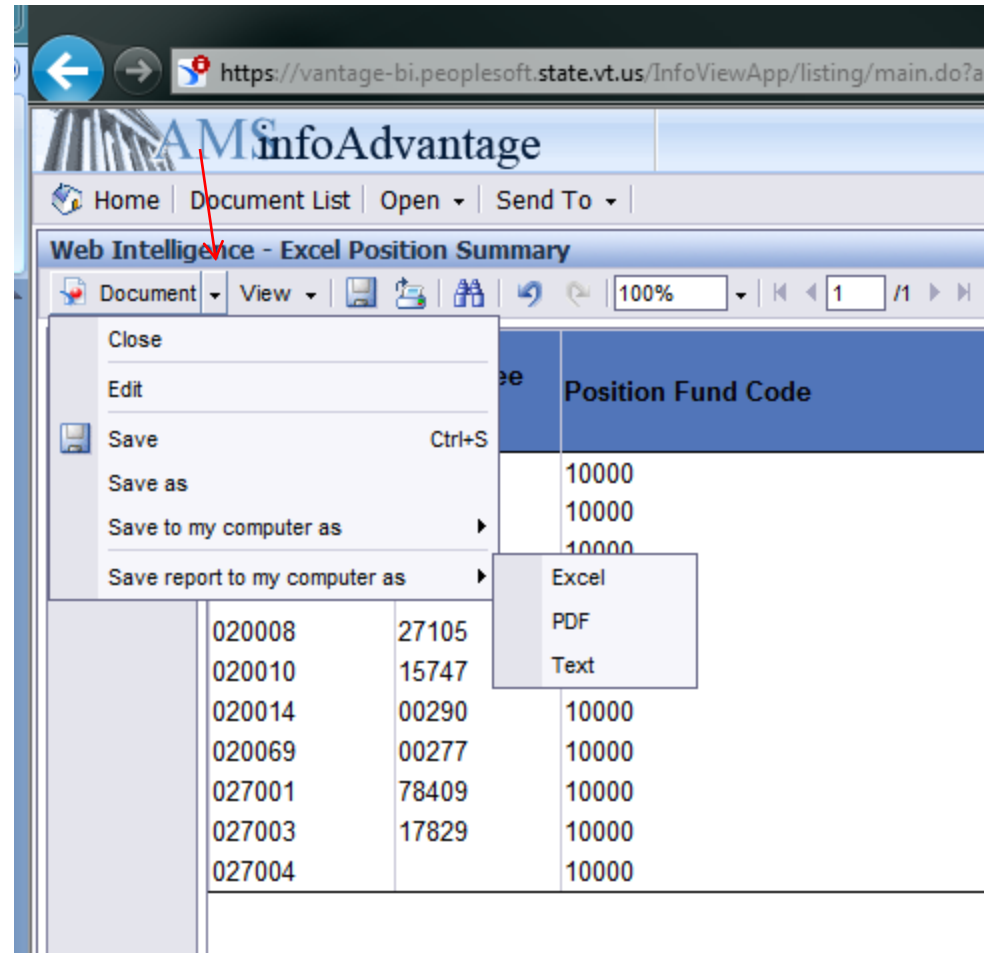 https://vantage-bi.peoplesoft.state.vt.us/InfoViewApp/listing/main.do?a
AMS infoAdvantage
Home Document List Open Send To
Web Intelligence - Excel Position Summary
Document View 100% 1 /1
Close
Edit
Save Ctrl+S
Save as
Save to my computer as
Save report to my computer as
Excel
PDF
Text
ee
Position Fund Code
10000
10000
10000
020008 27105
020010 15747
020014 00290 10000
020069 00277 10000
027001 78409 10000
027003 17829 10000
027004 10000